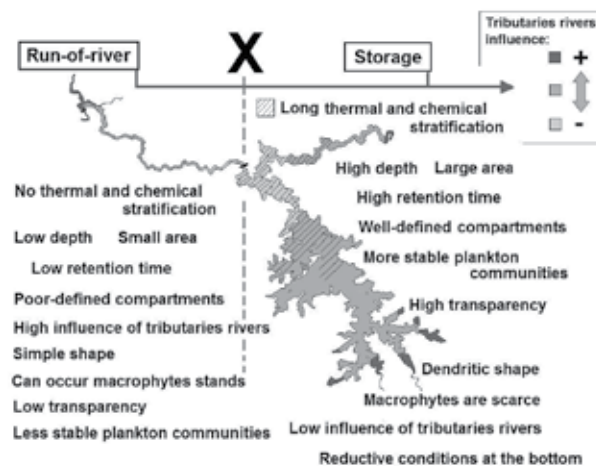 Tributaries rivers
influence:
+
-
Run-of-river
X
Storage
Long thermal and chemical
stratification
High depth Large area
High retention time
Well-defined compartments
More stable plankton
communities
High transparency
Dendritic shape
Macrophytes are scarce
Low influence of tributaries rivers
Reductive conditions at the bottom
No thermal and chemical
stratification
Low depth Small area
Low retention time
Poor-defined compartments
High influence of tributaries rivers
Simple shape
Can occur macrophytes stands
Low transparency
Less stable plankton communities